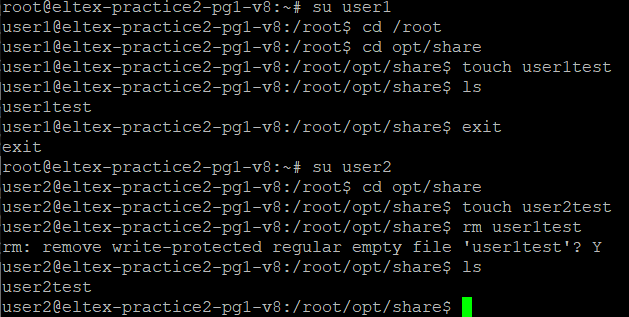 root@eltex-practice2-pg1-v8:~# su user1
user1@eltex-practice2-pg1-v8:/root$ cd /root
user1@eltex-practice2-pg1-v8:/root$ cd opt/share
user1@eltex-practice2-pg1-v8:/root/opt/share$ touch user1test
user1@eltex-practice2-pg1-v8:/root/opt/share$ ls
user1test
user1@eltex-practice2-pg1-v8:/root/opt/share$ exit
exit
root@eltex-practice2-pg1-v8:~# su user2
user2@eltex-practice2-pg1-v8:/root$ cd opt/share
user2@eltex-practice2-pg1-v8:/root/opt/share$ touch user2test
user2@eltex-practice2-pg1-v8:/root/opt/share$ rm user1test
rm: remove write-protected regular empty file 'user1test'? Y
user2@eltex-practice2-pg1-v8:/root/opt/share$ ls
user2test
user2@eltex-practice2-pg1-v8:/root/opt/share$